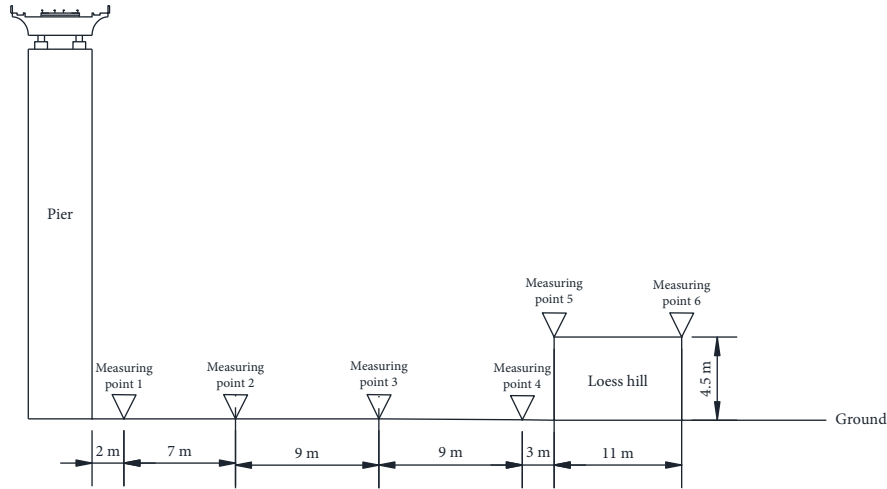 Pier
Measuring
point 5
Measuring
point 6
Measuring
point 1
Measuring
point 2
Measuring
point 3
Measuring
point 4
Loess hill
4.5 m
Ground
2 m
7 m
9 m
9 m
3 m
11 m